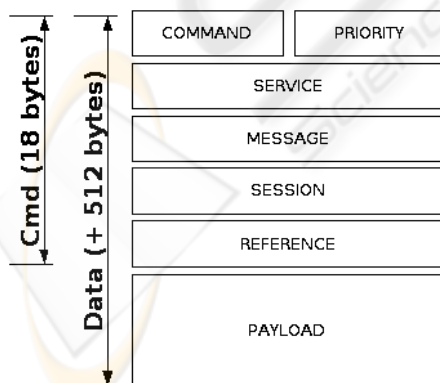 COMMAND PRIORITY
SERVICE
MESSAGE
SESSION
REFERENCE
PAYLOAD
Cmd (18 bytes)
Data (+ 512 bytes)